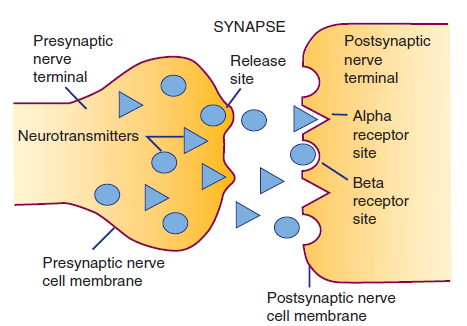 SYNAPSE
Presynaptic
nerve
terminal
Release
site
Postsynaptic
nerve
terminal
Neurotransmitters
Alpha
receptor
site
Beta
receptor
site
Presynaptic nerve
cell membrane
Postsynaptic nerve
cell membrane